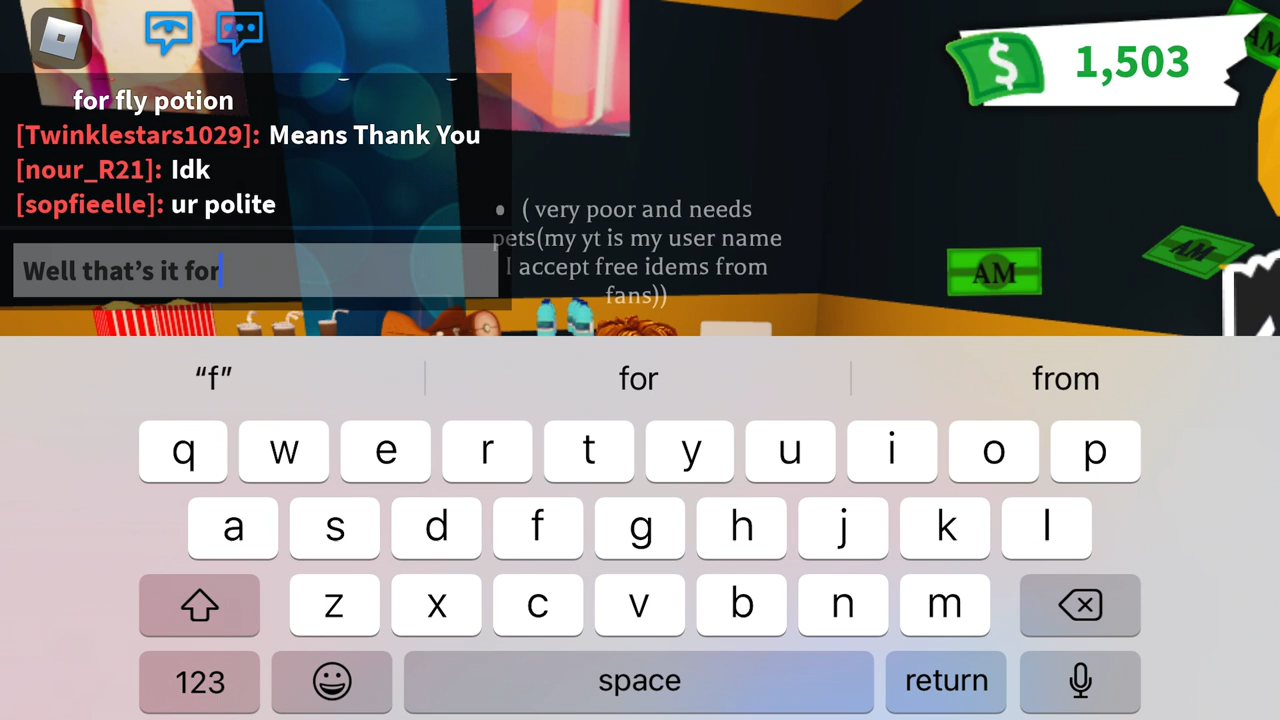 1,503
for fly potion
[Twinklestars1029]: Means Thank You
[nour_R21]: Idk
[sopfieelle]: ur polite
Well that’s it for
( very poor and needs
pets(my yt is my user name
I accept free idems from
fans))
AM
AM
AM
“f” for from
q w e r t y u i o p
a s d f g h j k l
z x c v b n m
123 space return